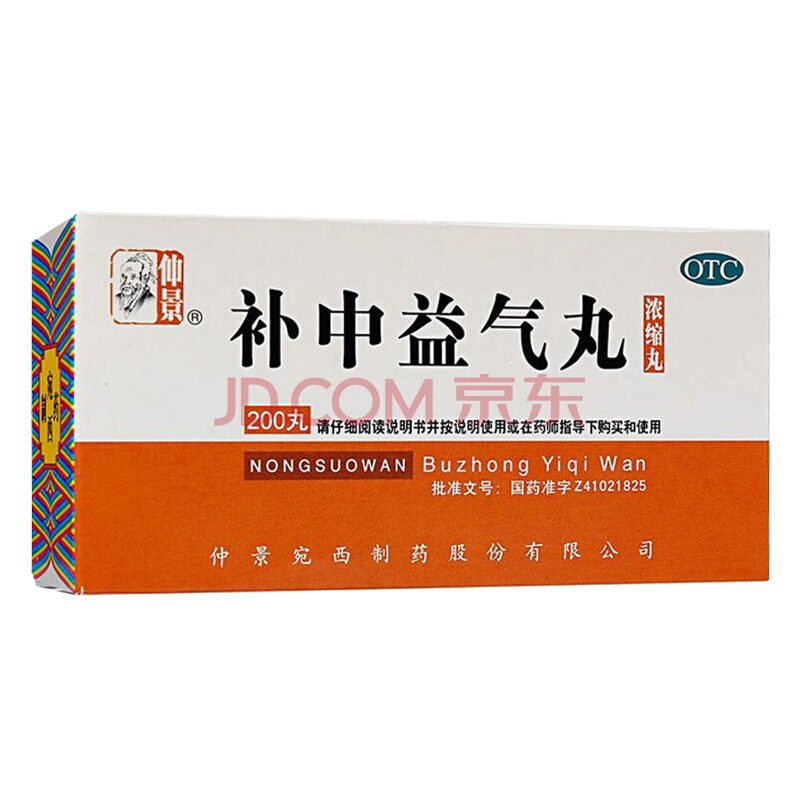 仲景
®
补中益气丸
浓缩丸
OTC
JD.COM 京东
200丸 请仔细阅读说明书并按说明使用或在药师指导下购买和使用
NONGSUOWAN Buzhong Yiqi Wan
批准文号：国药准字Z41021825
仲景宛西制药股份有限公司
宛西
制药